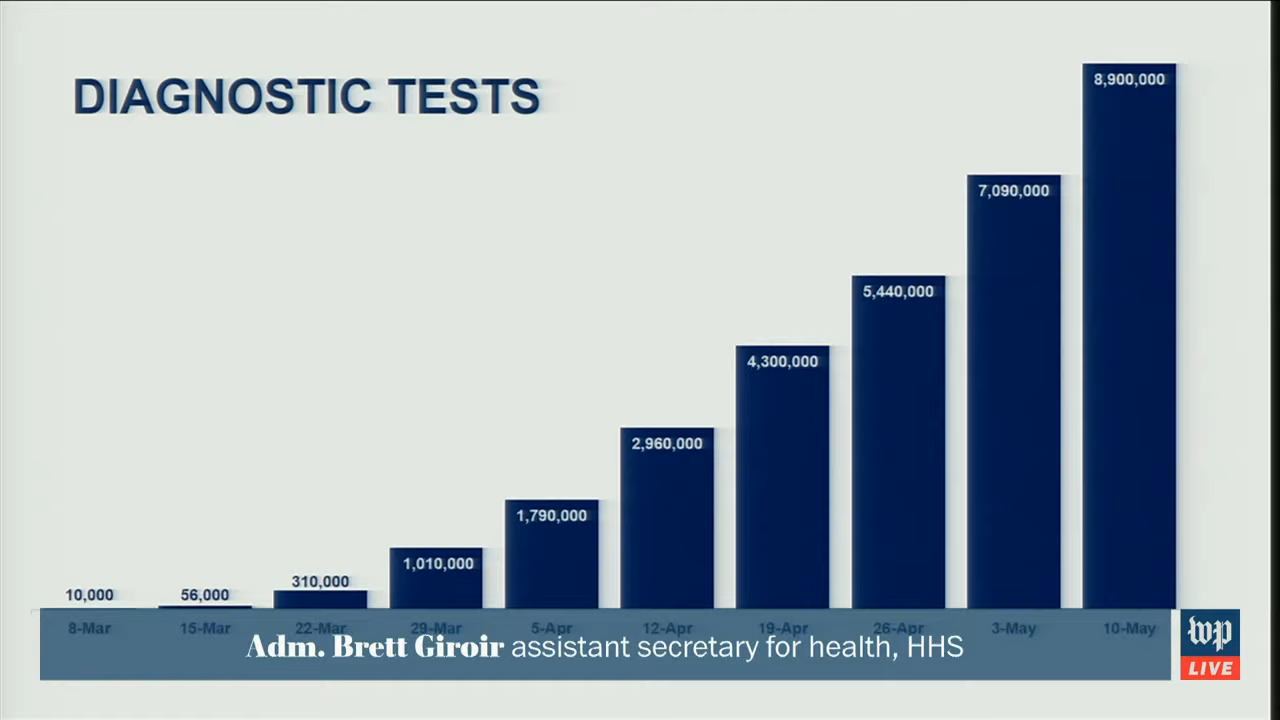 DIAGNOSTIC TESTS
8,900,000
7,090,000
5,440,000
4,300,000
2,960,000
1,790,000
1,010,000
310,000
10,000
56,000
8-Mar
15-Mar
22-Mar
29-Mar
5-Apr
12-Apr
19-Apr
26-Apr
3-May
10-May
Adm. Brett Giroir assistant secretary for health, HHS
wp
LIVE